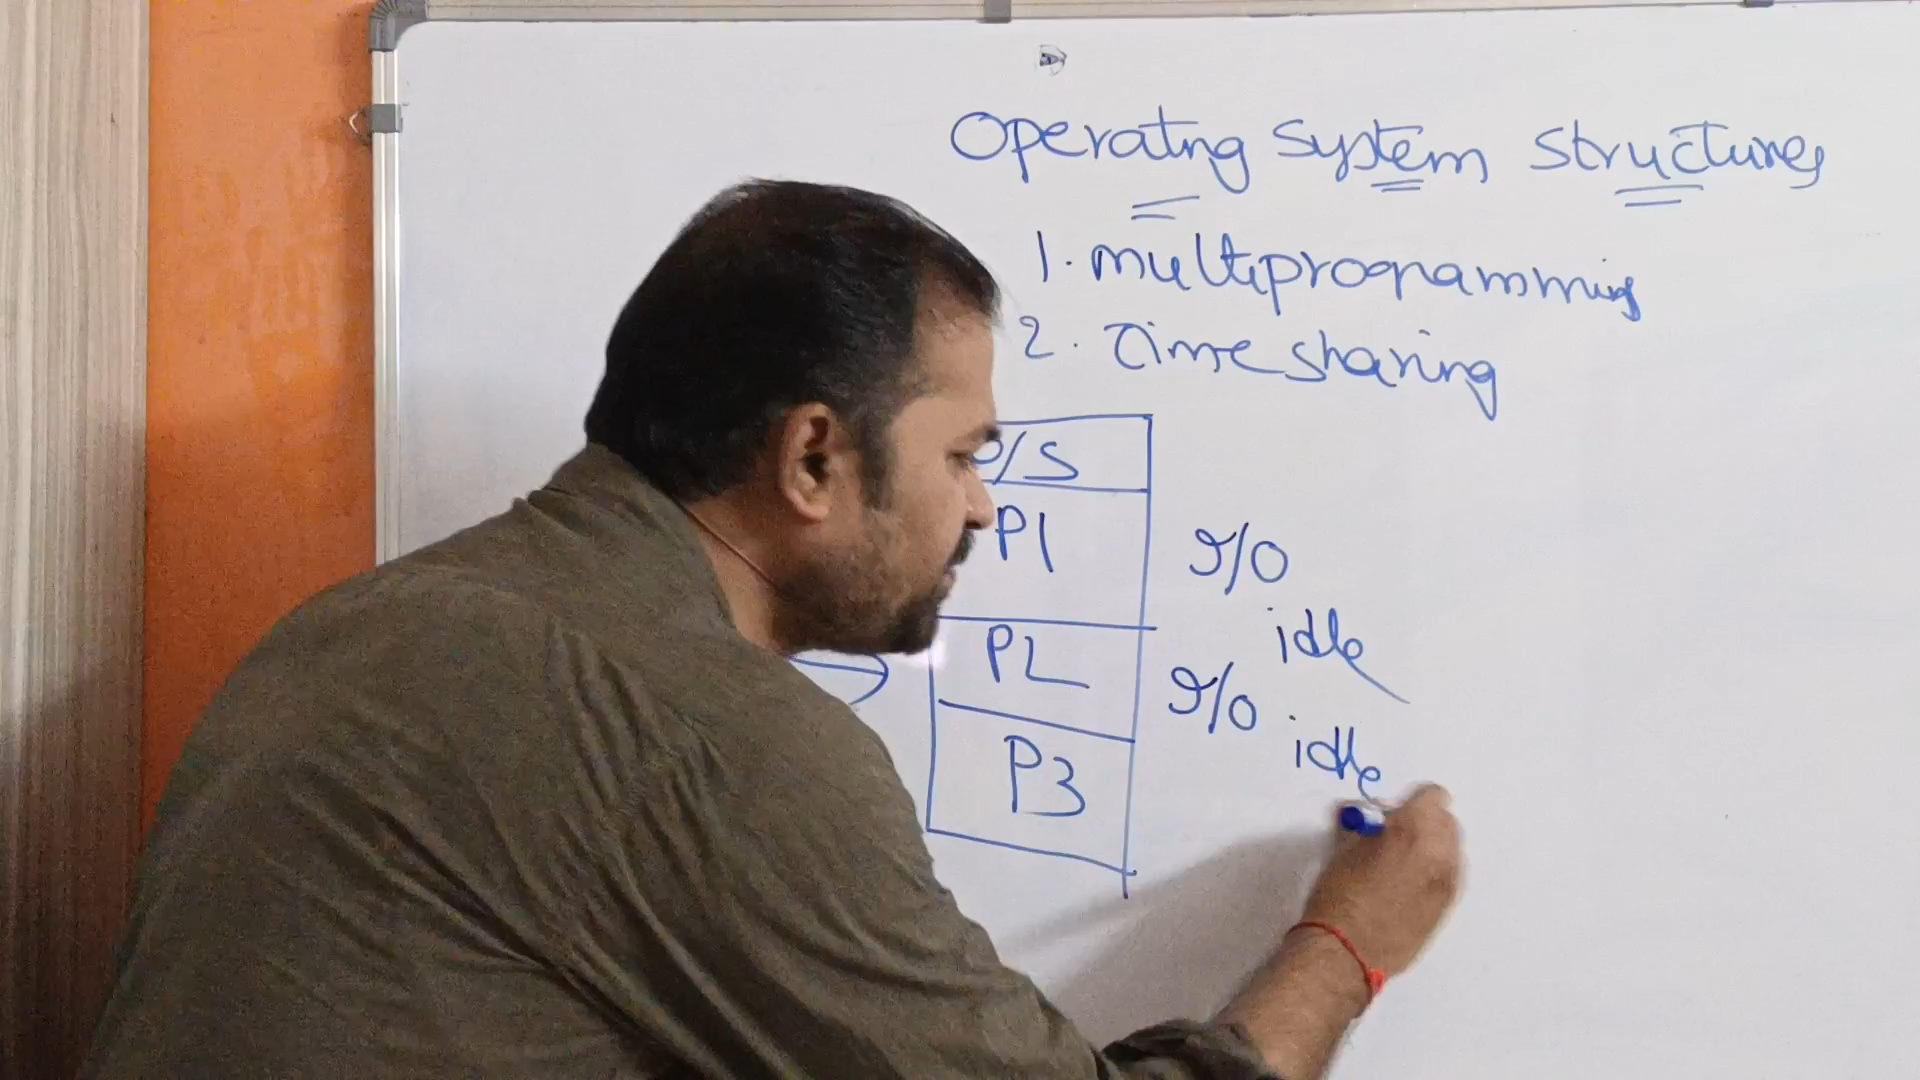 Operating System Structures
1. multiprogramming
2. Time sharing
O/S
P1
I/O
idle
P2
I/O
idle
P3